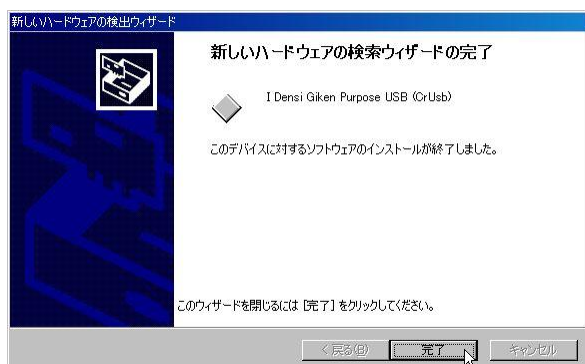 新しいハードウェアの検出ウィザード
新しいハードウェアの検索ウィザードの完了
I Densi Giken Purpose USB (CrUsb)
このデバイスに対するソフトウェアのインストールが終了しました。
このウィザードを閉じるには [完了] をクリックしてください。
< 戻る(B)
完了
キャンセル